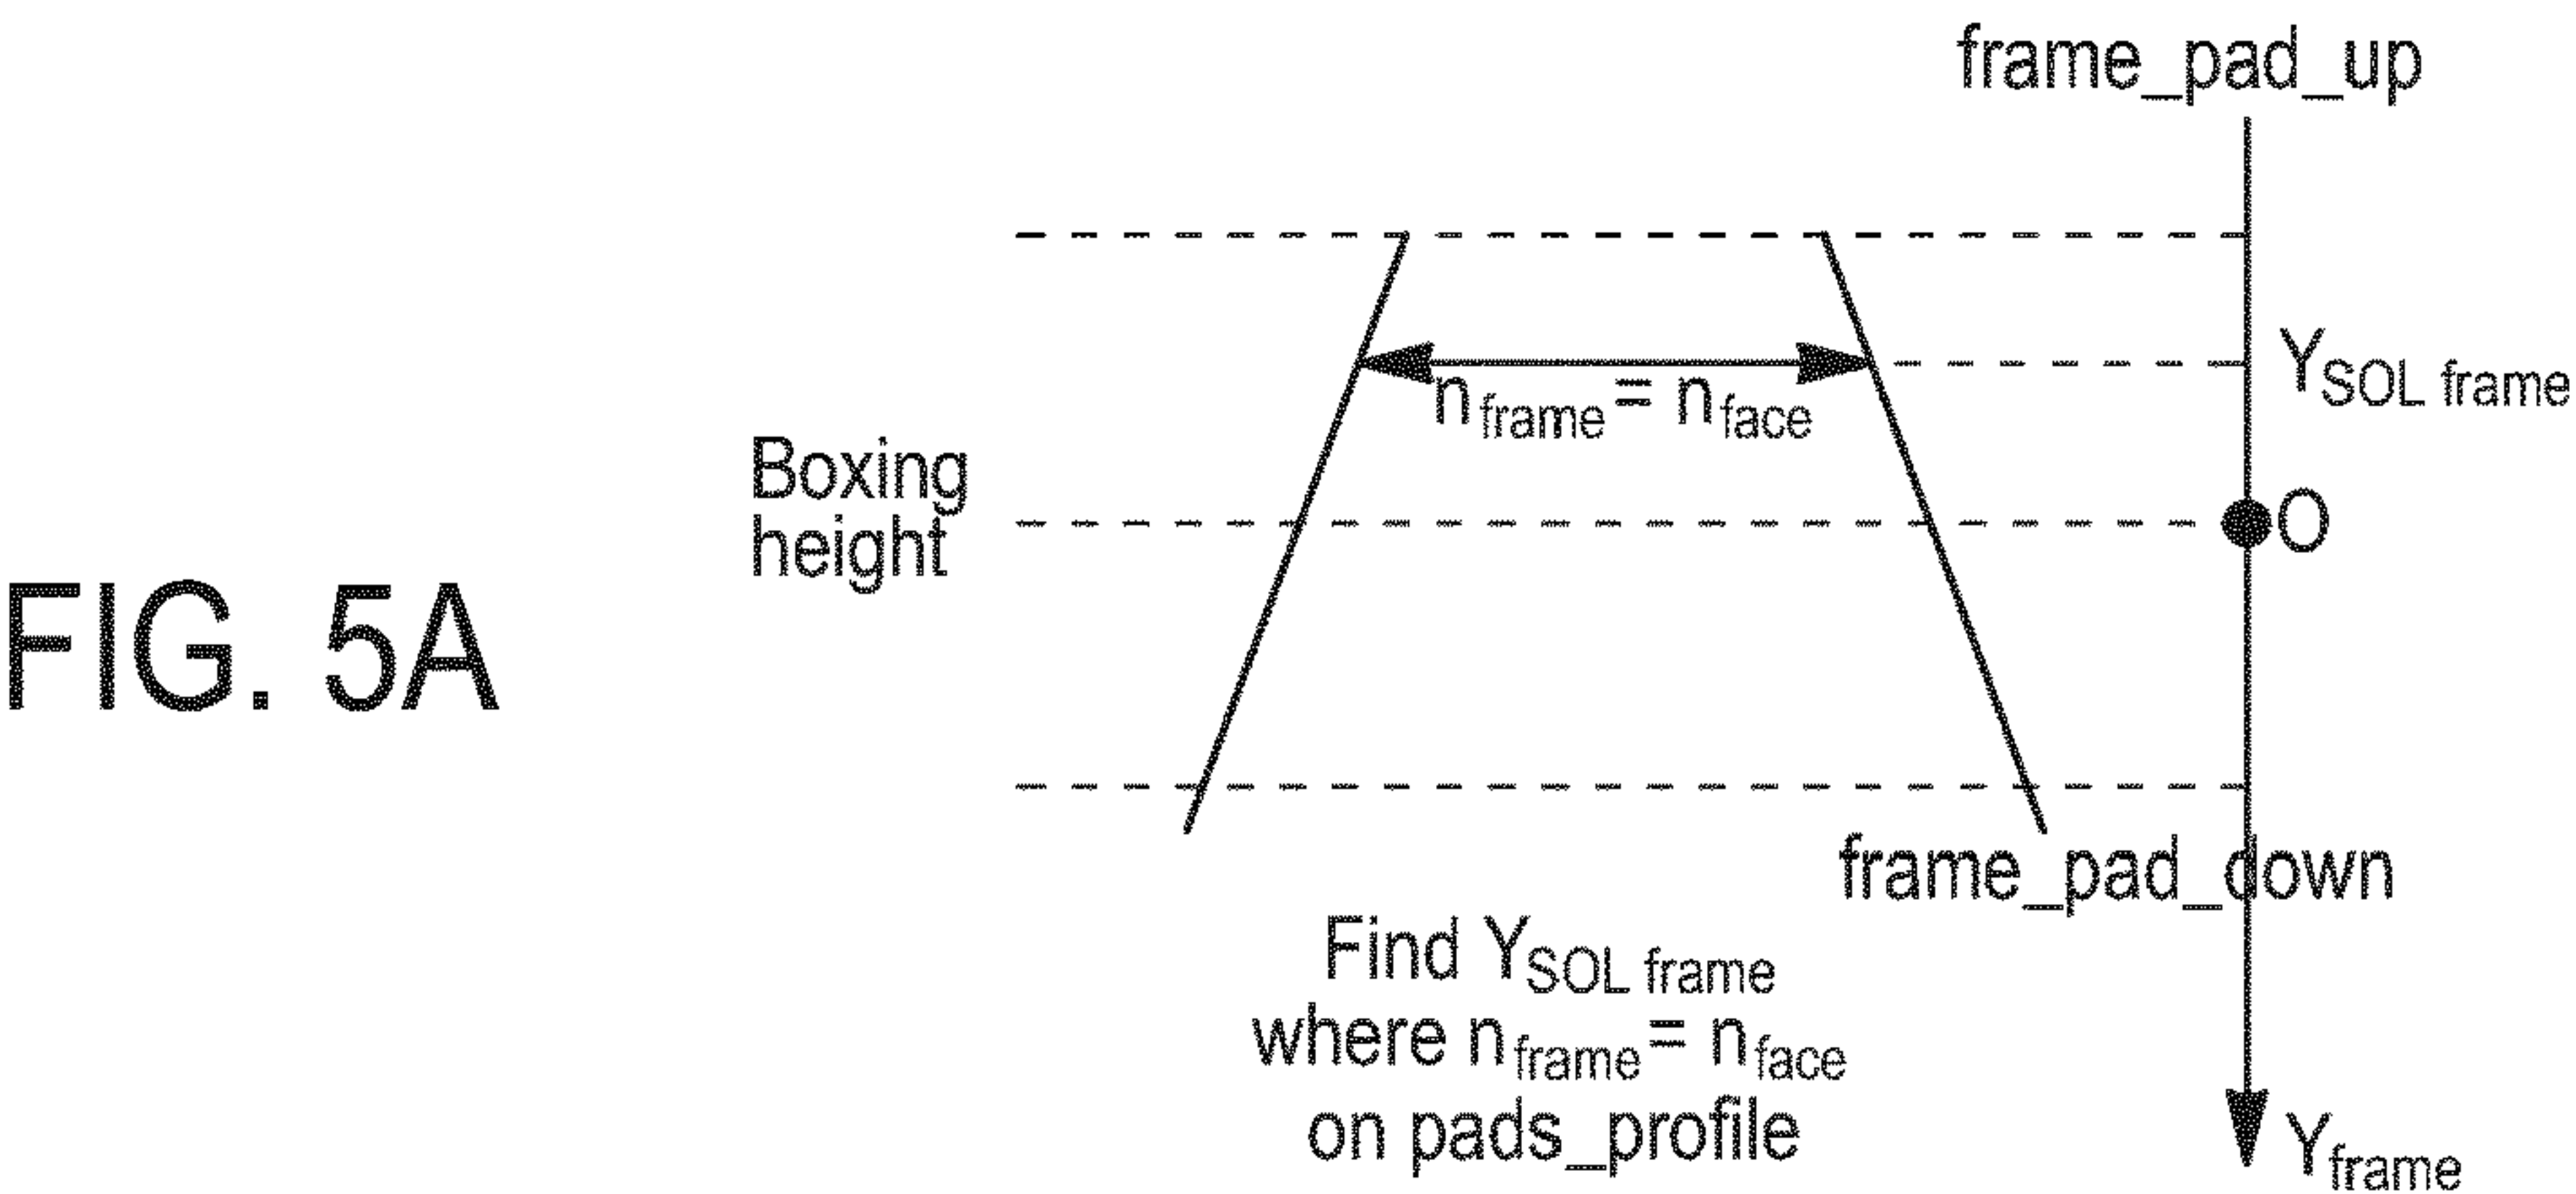 frame_pad_up
Y_SOL frame
n_frame = n_face
Boxing
height
O
FIG. 5A
frame_pad_down
Find Y_SOL frame
where n_frame = n_face
on pads_profile
Y_frame